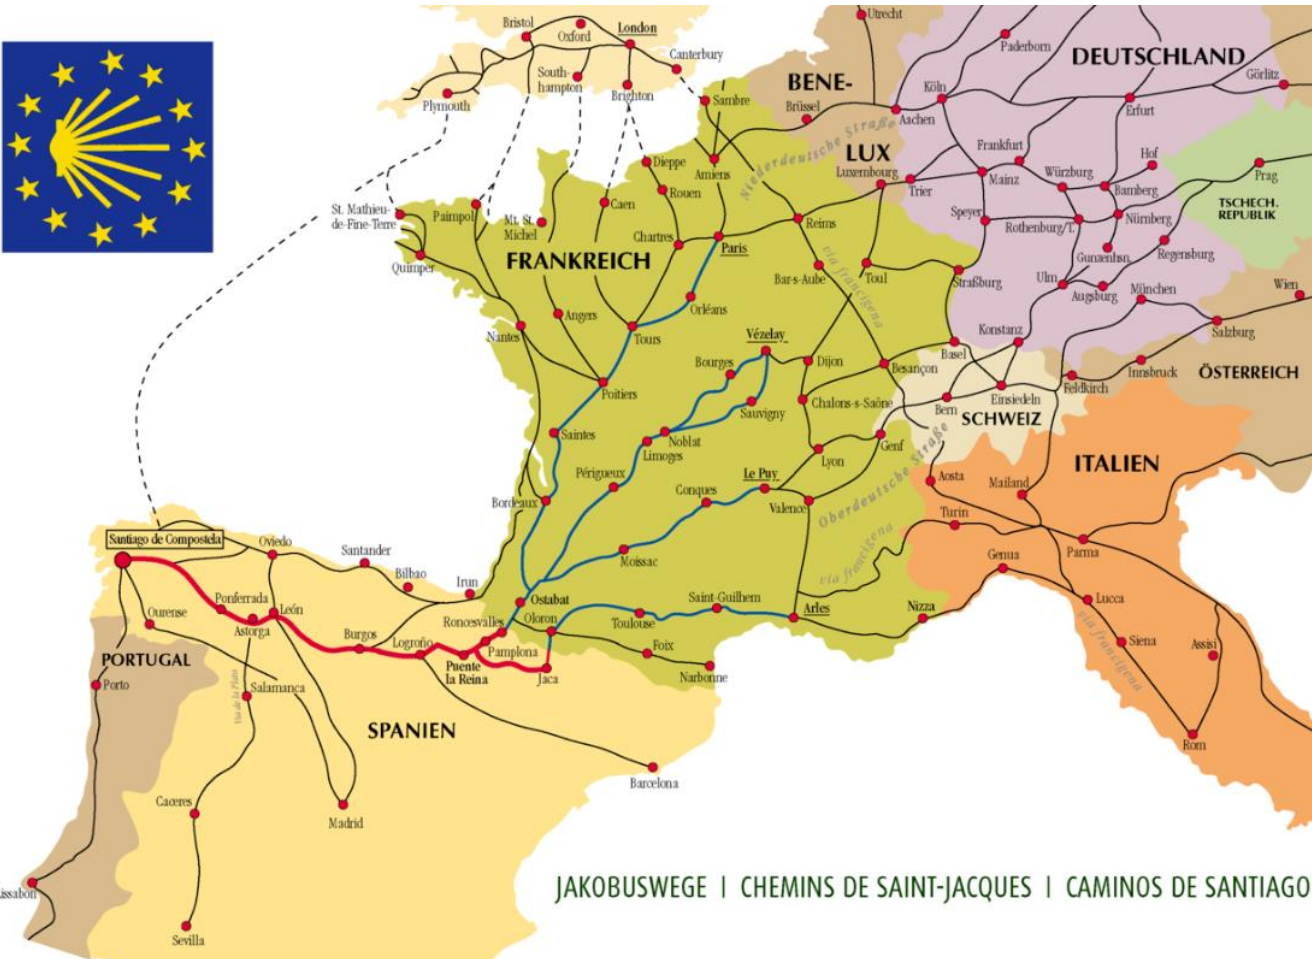 Utrecht
Bristol
Oxford
London
Paderborn
DEUTSCHLAND
Canterbury
South-
hampton
BENE-
Görlitz
Köln
Plymouth
Brighton
Sambre
Brüssel
Aachen
Erfurt
Niederdeutsche Straße
Frankfurt
Hof
LUX
Dieppe
Amiens
Luxembourg
Trier
Mainz
Würzburg
Bamberg
Prag
Rouen
St. Mathieu-
de-Fine-Terre
Paimpol
Mt. St.
Michel
Caen
TSCHECH.
REPUBLIK
Speyer
Rothenburg/T.
Nürnberg
Reims
Chartres
Paris
Quimper
FRANKREICH
via francigena
Gunzenhsn.
Regensburg
Bar-s-Aube
Toul
Straßburg
Ulm
Augsburg
München
Wien
Orléans
Angers
Nantes
Tours
Vézelay
Konstanz
Salzburg
Basel
Bourges
Dijon
Besançon
Innsbruck
ÖSTERREICH
Feldkirch
Poitiers
Einsiedeln
Chalons-s-Saône
Bern
SCHWEIZ
Sauvigny
Saintes
Noblat
Limoges
Genf
Lyon
ITALIEN
Oberdeutsche Straße
Périgueux
Le Puy
Aosta
Mailand
Conques
Bordeaux
Valence
Turin
Santiago de Compostela
Oviedo
Santander
Moissac
via francigena
Genua
Parma
Bilbao
Irun
Ponferrada
León
Ostabat
Saint-Guilhem
Arles
Nizza
Lucca
Ourense
Astorga
Roncesvalles
Oloron
Toulouse
Burgos
Logroño
Pamplona
Foix
via francigena
Siena
Assisi
PORTUGAL
Puente
la Reina
Jaca
Narbonne
Porto
Via de la Plata
Salamanca
SPANIEN
Rom
Barcelona
Caceres
Madrid
issabon
JAKOBUSWEGE | CHEMINS DE SAINT-JACQUES | CAMINOS DE SANTIAGO
Sevilla